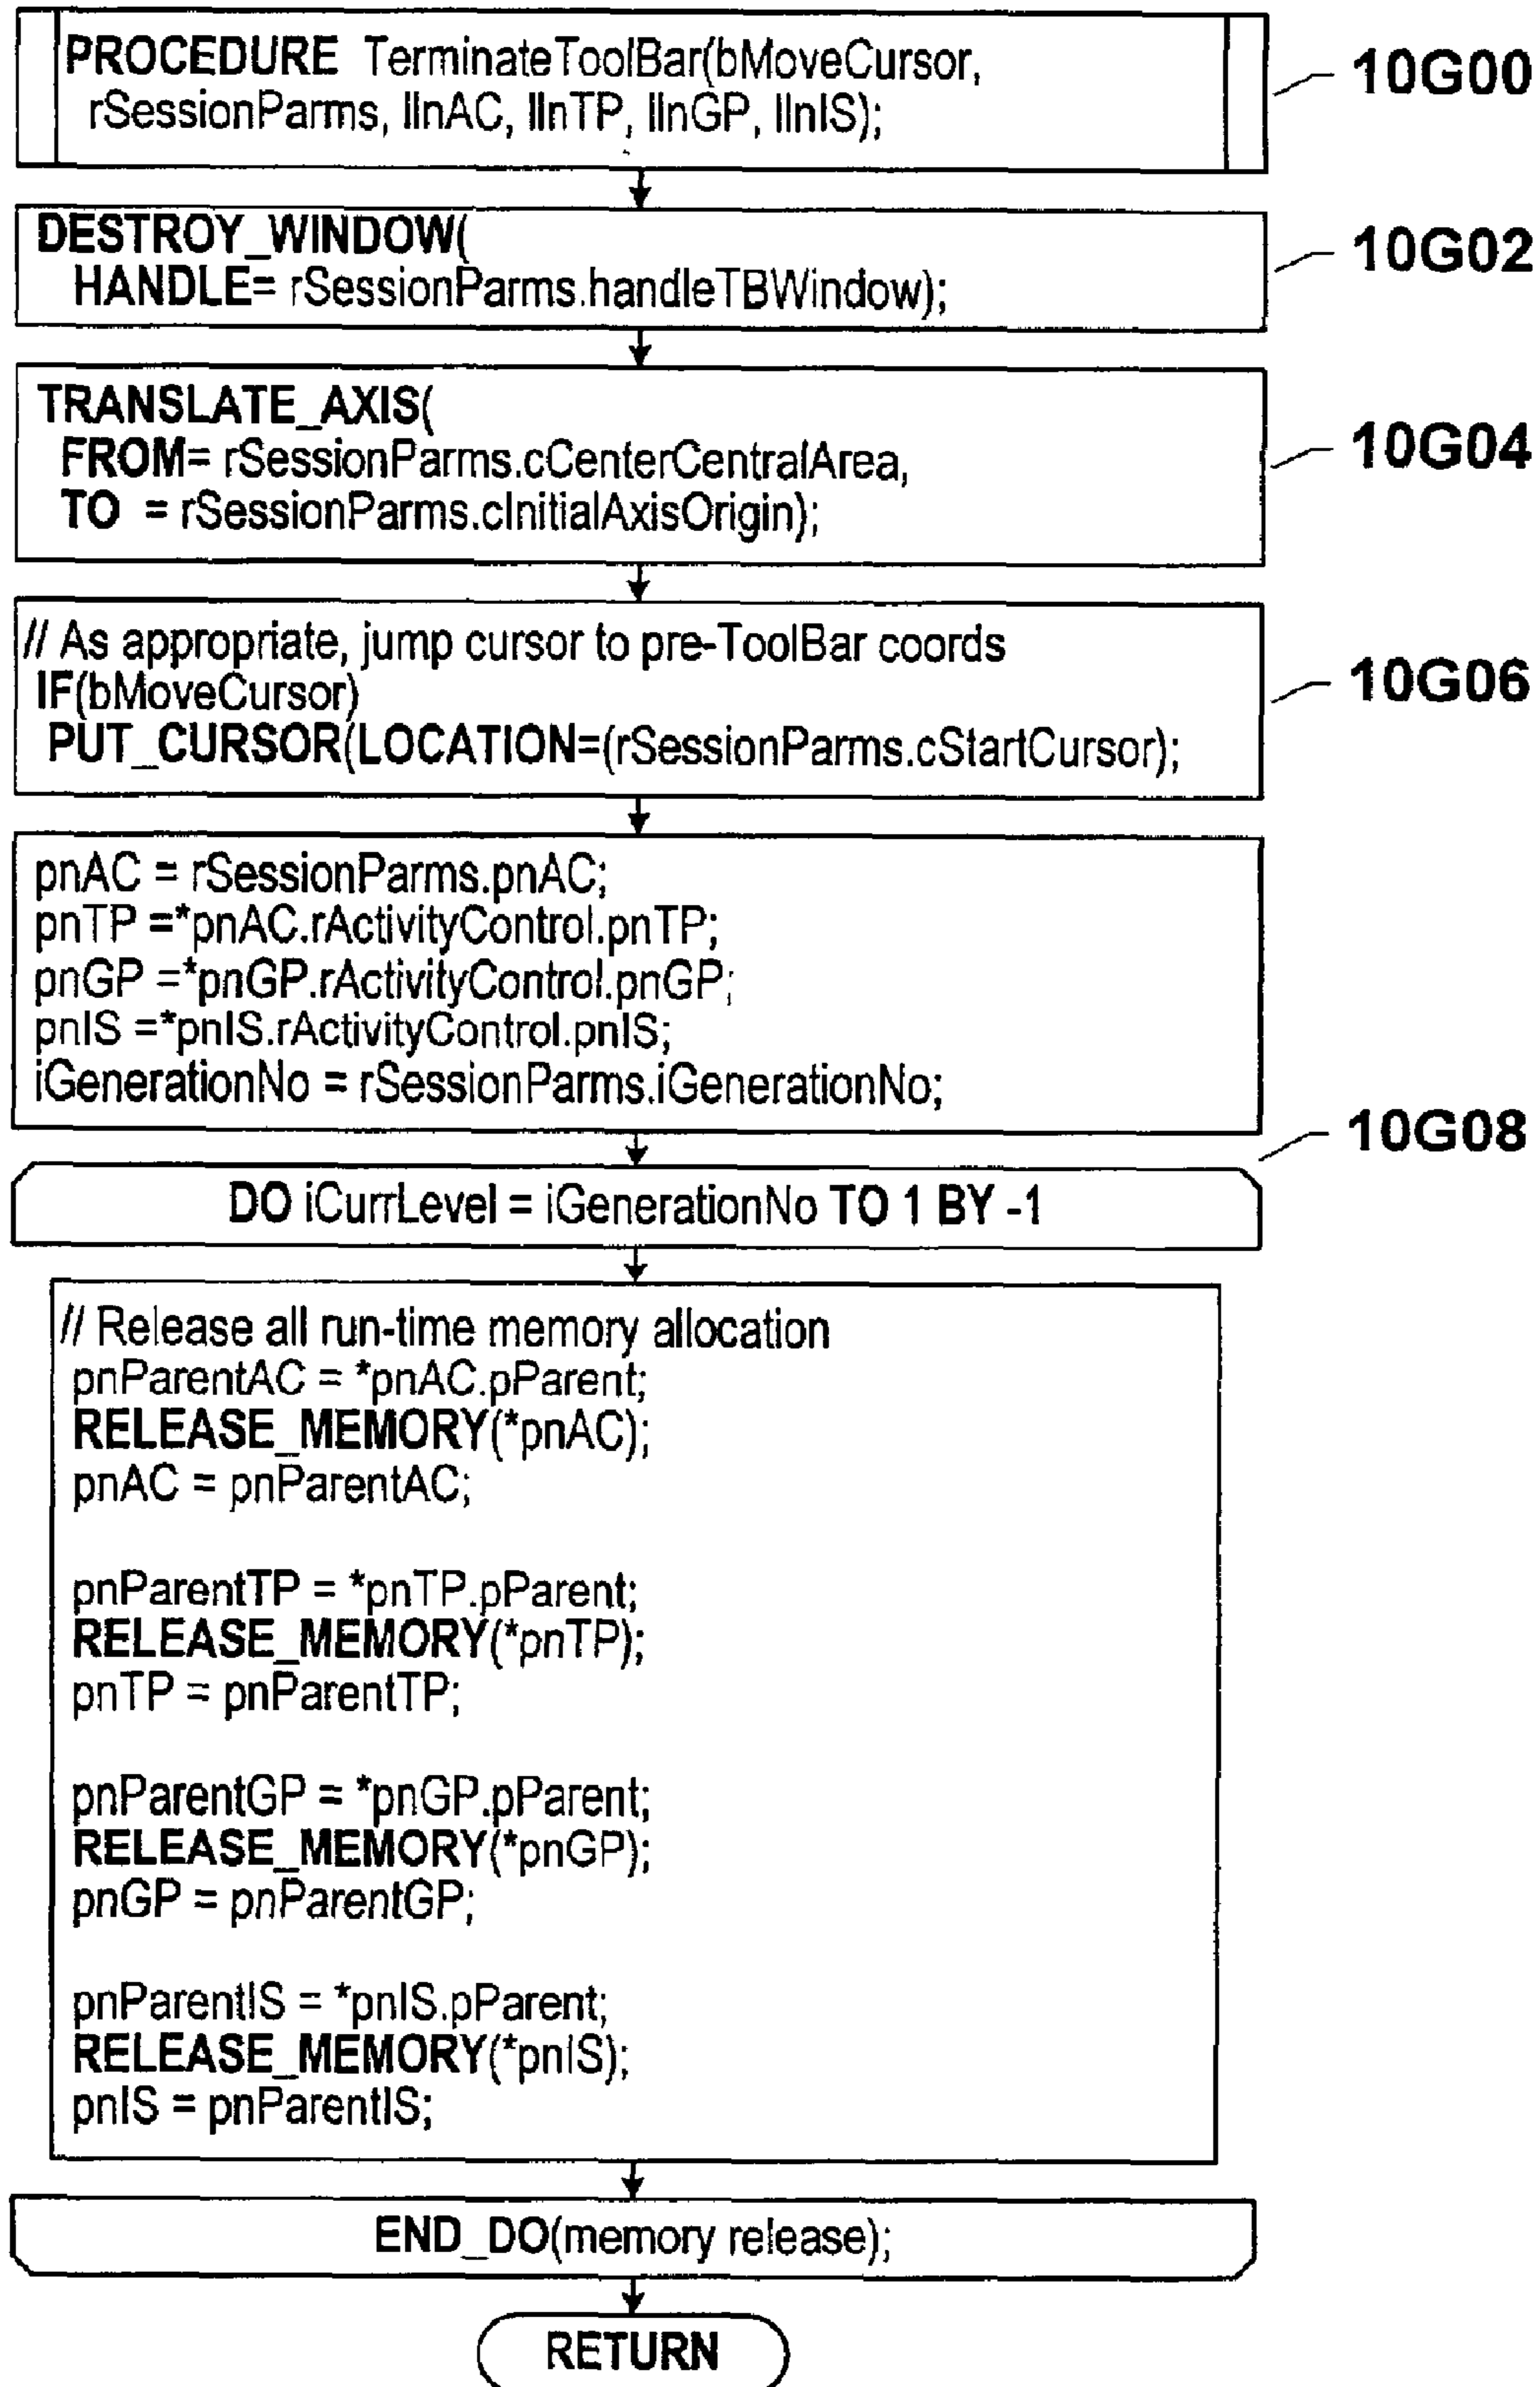 PROCEDURE TerminateToolBar(bMoveCursor,
rSessionParms, llnAC, llnTP, llnGP, llnIS);
10G00
DESTROY_WINDOW(
HANDLE= rSessionParms.handleTBWindow);
10G02
TRANSLATE_AXIS(
FROM= rSessionParms.cCenterCentralArea,
TO = rSessionParms.cInitialAxisOrigin);
10G04
// As appropriate, jump cursor to pre-ToolBar coords
IF(bMoveCursor)
PUT_CURSOR(LOCATION=(rSessionParms.cStartCursor);
10G06
pnAC = rSessionParms.pnAC;
pnTP =*pnAC.rActivityControl.pnTP;
pnGP =*pnGP.rActivityControl.pnGP;
pnIS =*pnIS.rActivityControl.pnIS;
iGenerationNo = rSessionParms.iGenerationNo;
10G08
DO iCurrLevel = iGenerationNo TO 1 BY -1
// Release all run-time memory allocation
pnParentAC = *pnAC.pParent;
RELEASE_MEMORY(*pnAC);
pnAC = pnParentAC;
pnParentTP = *pnTP.pParent;
RELEASE_MEMORY(*pnTP);
pnTP = pnParentTP;
pnParentGP = *pnGP.pParent;
RELEASE_MEMORY(*pnGP);
pnGP = pnParentGP;
pnParentIS = *pnIS.pParent;
RELEASE_MEMORY(*pnIS);
pnIS = pnParentIS;
END_DO(memory release);
RETURN